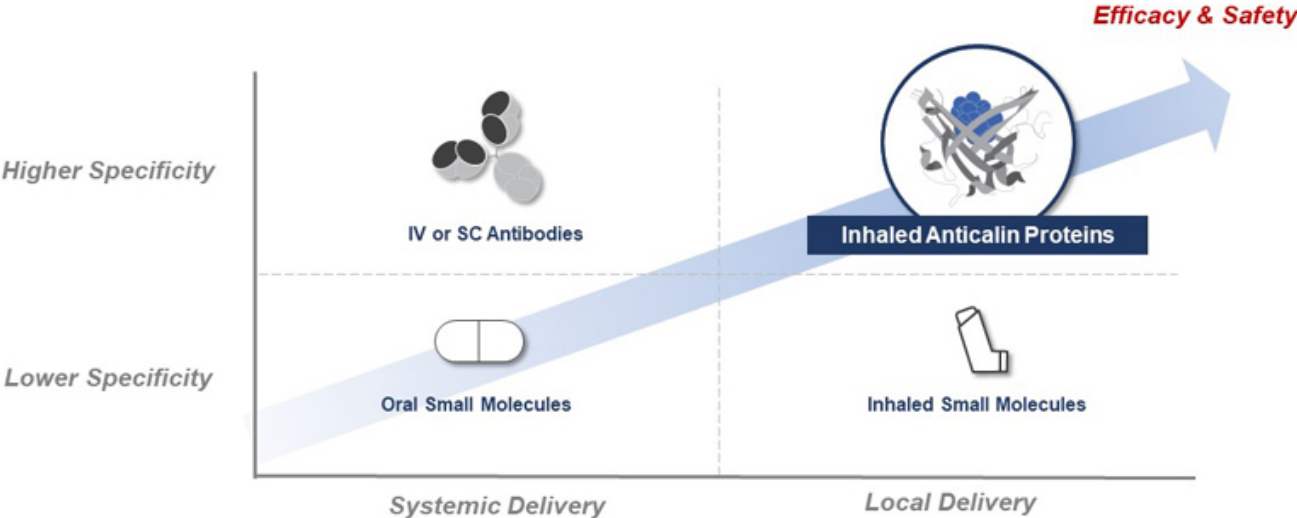 Efficacy & Safety
Higher Specificity
IV or SC Antibodies
Inhaled Anticalin Proteins
Lower Specificity
Oral Small Molecules
Inhaled Small Molecules
Systemic Delivery
Local Delivery